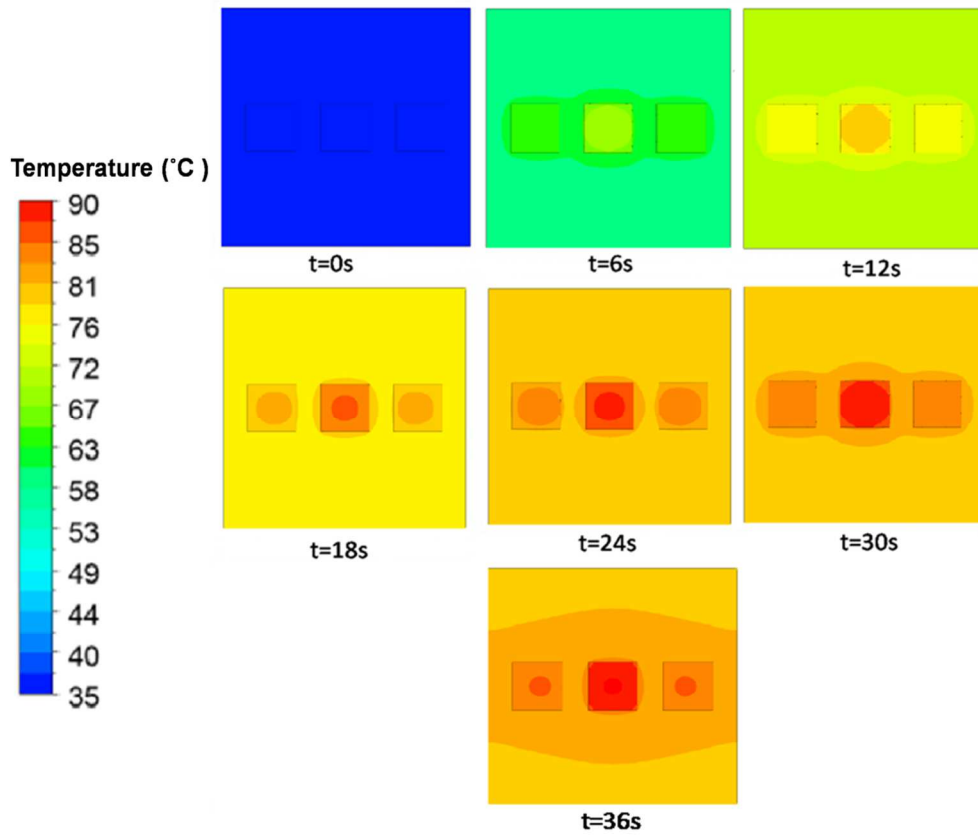 Temperature (˚C )
90
85
81
76
72
67
63
58
53
49
44
40
35
t=0s
t=6s
t=12s
t=18s
t=24s
t=30s
t=36s